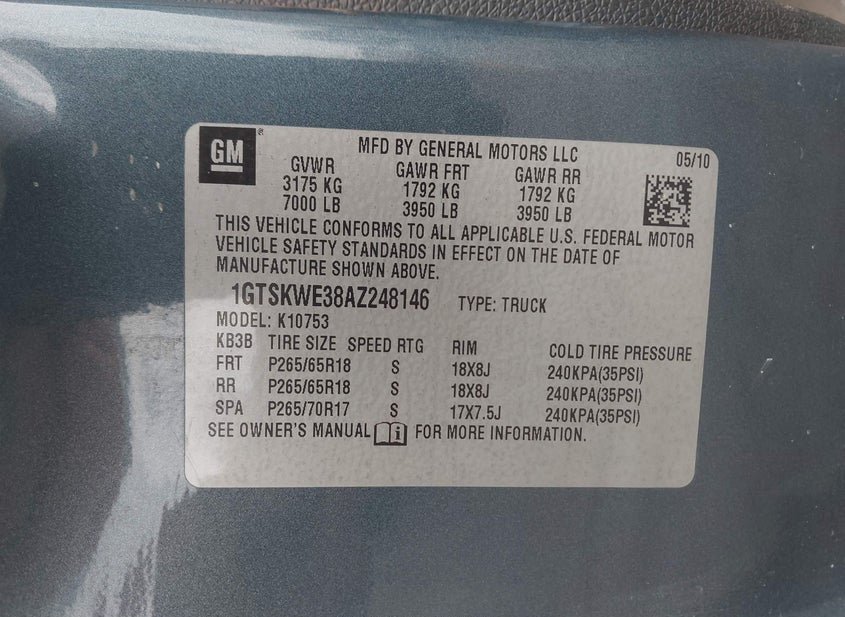 GM
MFD BY GENERAL MOTORS LLC 05/10
GVWR GAWR FRT GAWR RR
3175 KG 1792 KG 1792 KG
7000 LB 3950 LB 3950 LB
THIS VEHICLE CONFORMS TO ALL APPLICABLE U.S. FEDERAL MOTOR
VEHICLE SAFETY STANDARDS IN EFFECT ON THE DATE OF
MANUFACTURE SHOWN ABOVE.
1GTSKWE38AZ248146 TYPE: TRUCK
MODEL: K10753
KB3B TIRE SIZE SPEED RTG RIM COLD TIRE PRESSURE
FRT P265/65R18 S 18X8J 240KPA(35PSI)
RR P265/65R18 S 18X8J 240KPA(35PSI)
SPA P265/70R17 S 17X7.5J 240KPA(35PSI)
SEE OWNER'S MANUAL i FOR MORE INFORMATION.